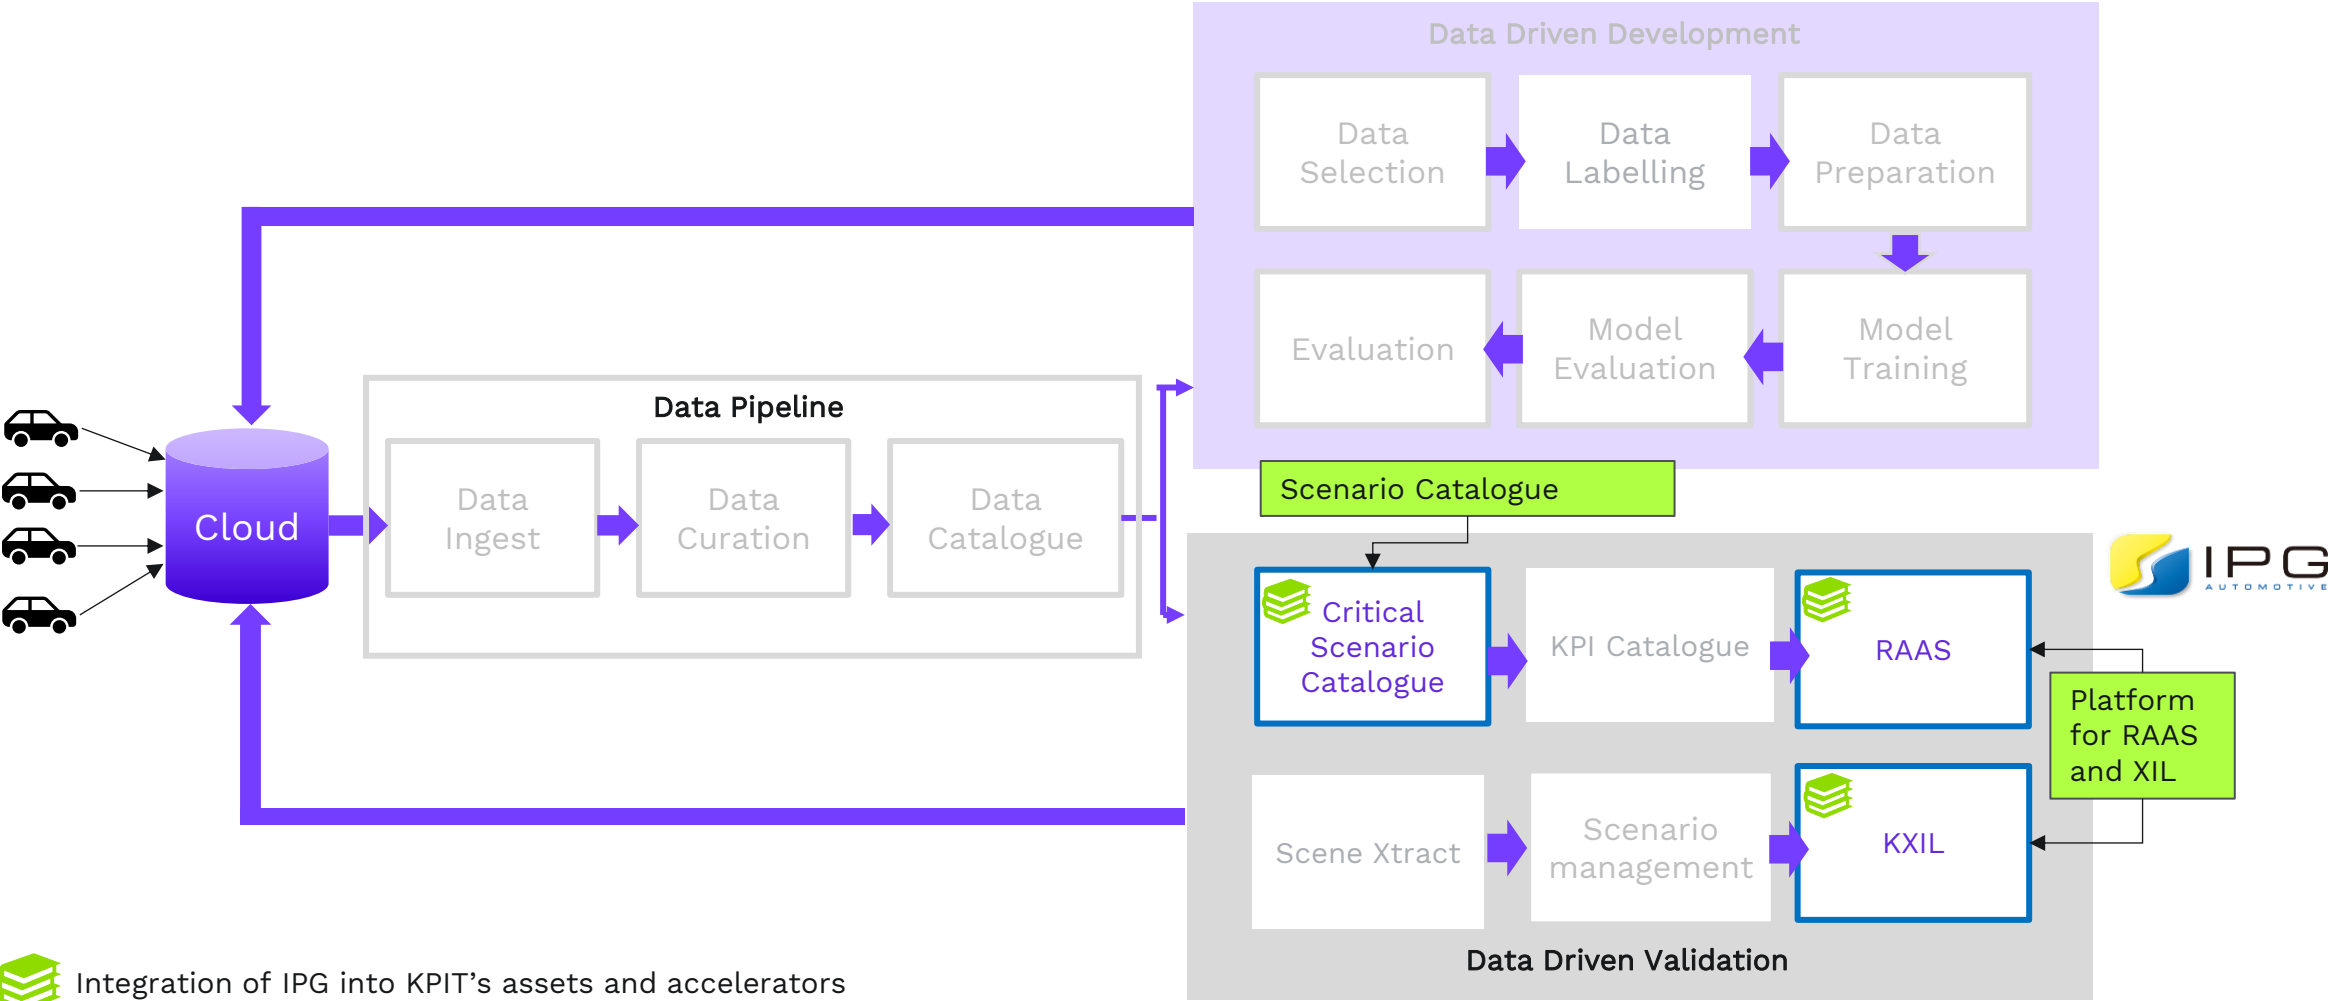 Data Driven Development
Data
Selection
Data
Labelling
Data
Preparation
Evaluation
Model
Evaluation
Model
Training
Data Pipeline
Cloud
Data
Ingest
Data
Curation
Data
Catalogue
Scenario Catalogue
Critical
Scenario
Catalogue
KPI Catalogue
RAAS
IPG
AUTOMOTIVE
Platform
for RAAS
and XIL
Scene Xtract
Scenario
management
KXIL
Data Driven Validation
Integration of IPG into KPIT’s assets and accelerators